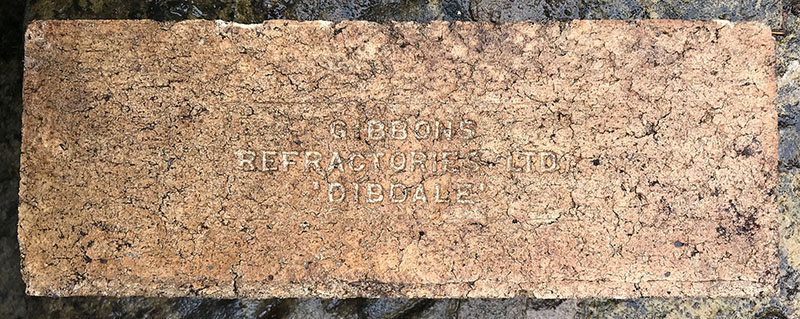 GIBBONS
REFRACTORIES LTD
'DIBDALE'